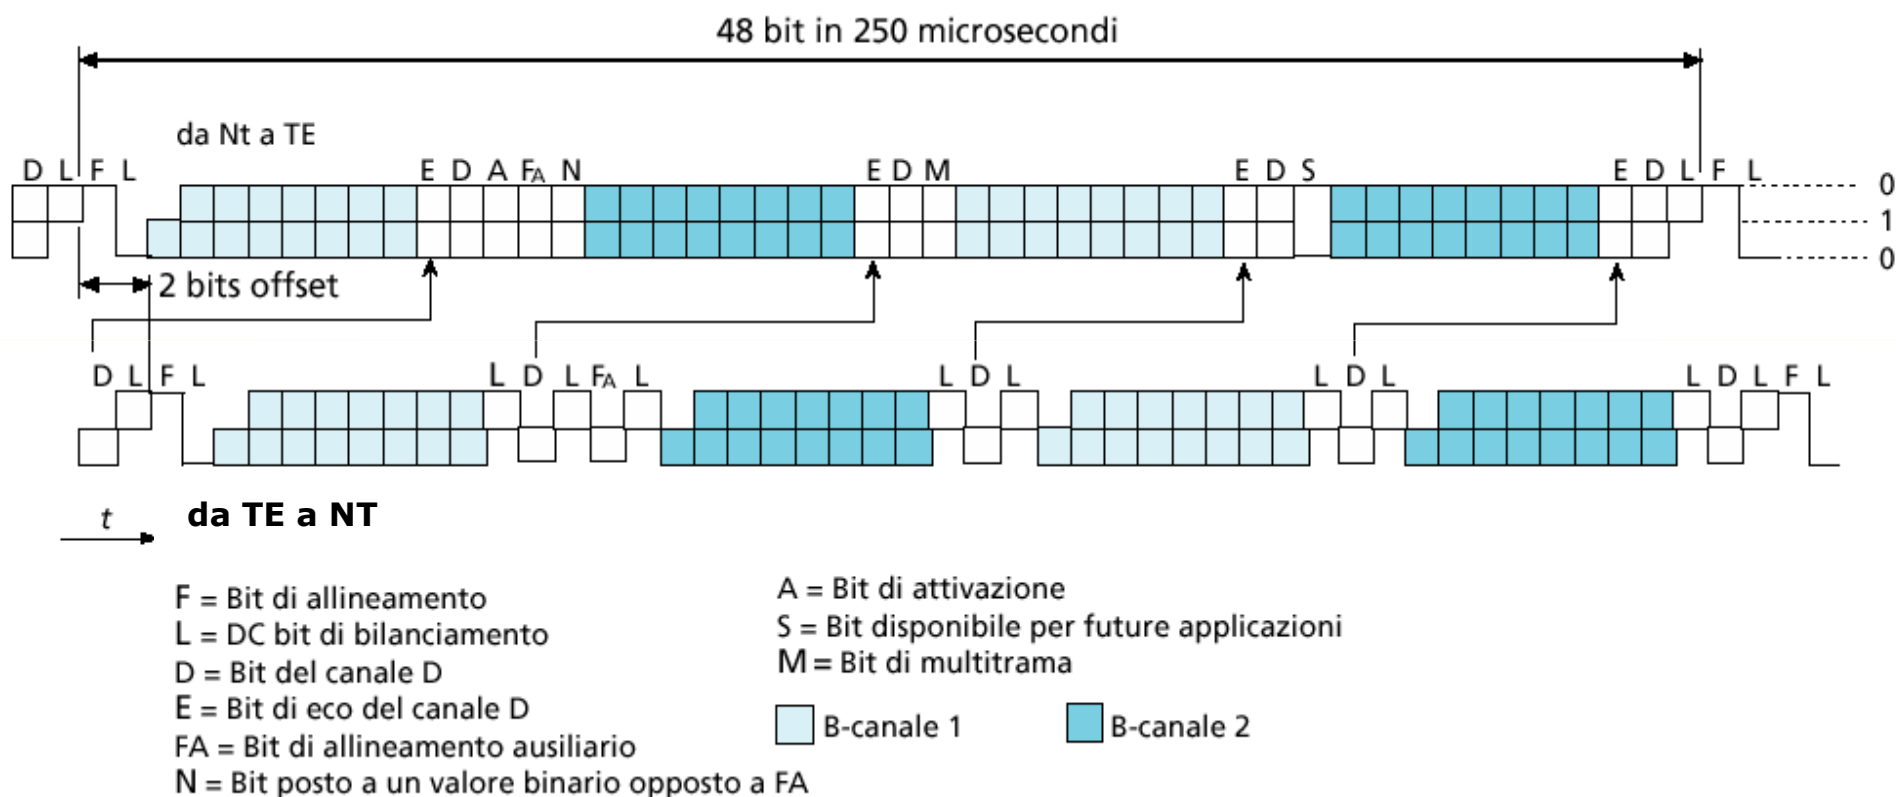 48 bit in 250 microsecondi
da Nt a TE
D L F L E D A FA N E D M E D S E D L F L
0
1
0
2 bits offset
D L F L L D L FA L L D L L D L L D L F L
t
da TE a NT
F = Bit di allineamento
L = DC bit di bilanciamento
D = Bit del canale D
E = Bit di eco del canale D
FA = Bit di allineamento ausiliario
N = Bit posto a un valore binario opposto a FA
A = Bit di attivazione
S = Bit disponibile per future applicazioni
M = Bit di multitrama
B-canale 1
B-canale 2